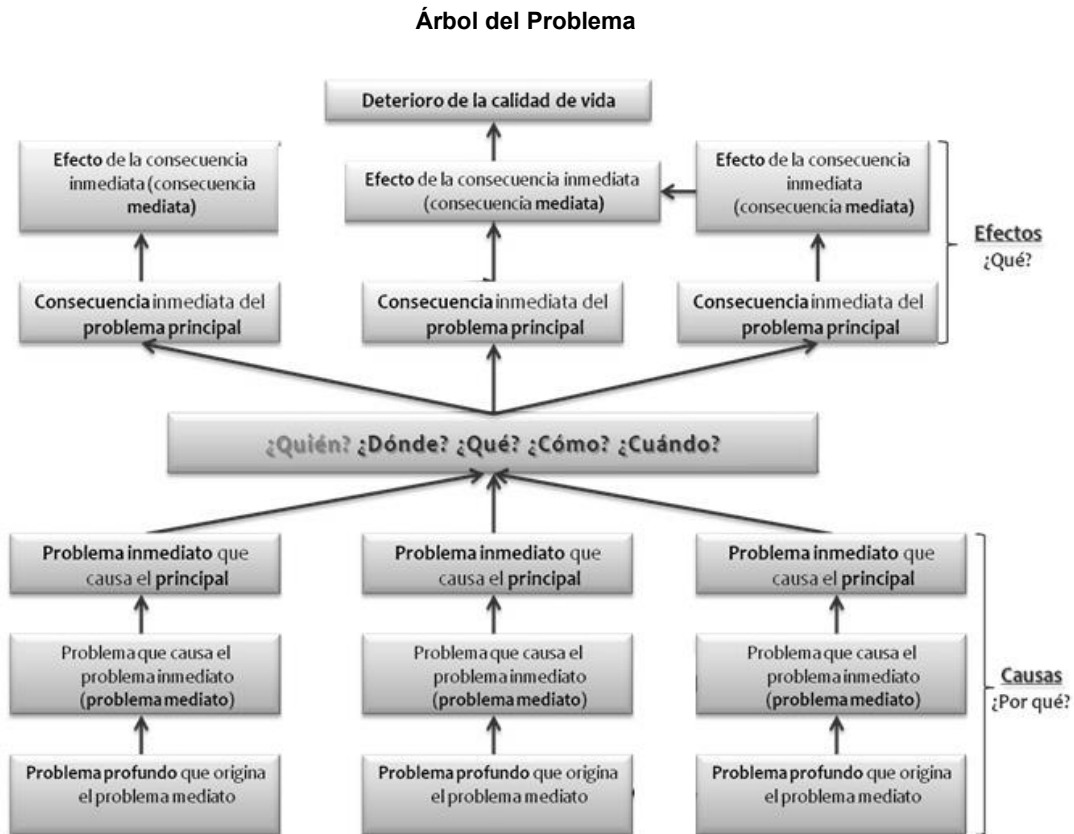 Árbol del Problema
Deterioro de la calidad de vida
Efecto de la consecuencia
inmediata (consecuencia
mediata)
Efecto de la consecuencia inmediata
(consecuencia mediata)
Efecto de la consecuencia
inmediata
(consecuencia mediata)
Efectos
¿Qué?
Consecuencia inmediata del
problema principal
Consecuencia inmediata del
problema principal
Consecuencia inmediata del
problema principal
¿Quién? ¿Dónde? ¿Qué? ¿Cómo? ¿Cuándo?
Problema inmediato que
causa el principal
Problema inmediato que
causa el principal
Problema inmediato que
causa el principal
Problema que causa el
problema inmediato
(problema mediato)
Problema que causa el
problema inmediato
(problema mediato)
Problema que causa el
problema inmediato
(problema mediato)
Causas
¿Por qué?
Problema profundo que origina
el problema mediato
Problema profundo que origina
el problema mediato
Problema profundo que origina
el problema mediato